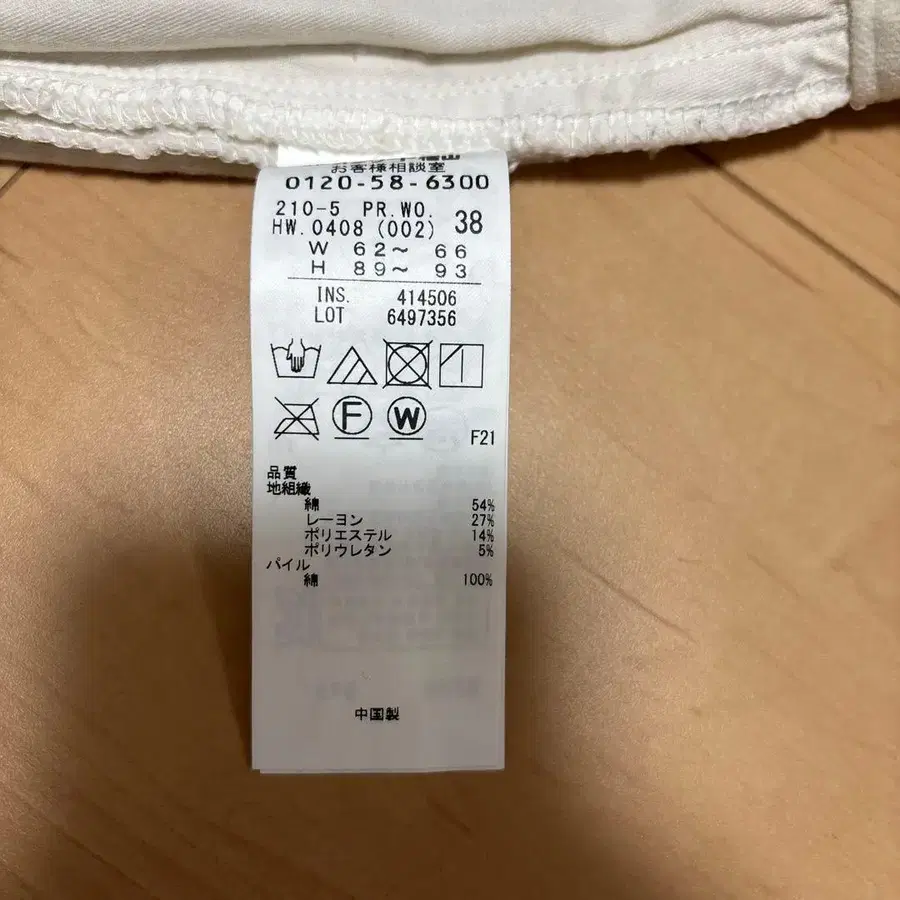 お客様相談室
0120-58-6300
210-5 PR.WO. 38
HW.0408 (002)
W 62～ 66
H 89～ 93
INS. 414506
LOT 6497356
F
W
F21
品質
地組織
綿 54%
レーヨン 27%
ポリエステル 14%
ポリウレタン 5%
パイル
綿 100%
中国製